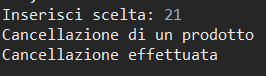 Inserisci scelta: 21
Cancellazione di un prodotto
Cancellazione effettuata